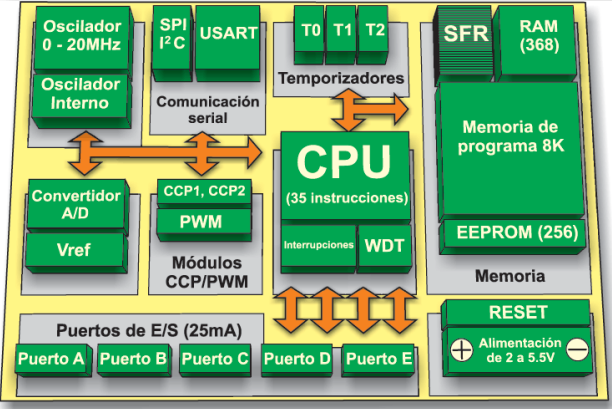 Oscilador
0 - 20MHz
Oscilador
Interno
SPI
I²C
USART
Comunicación
serial
T0
T1
T2
Temporizadores
SFR
RAM
(368)
Memoria de
programa 8K
EEPROM (256)
Memoria
Convertidor
A/D
Vref
CCP1, CCP2
PWM
Módulos
CCP/PWM
CPU
(35 instrucciones)
Interrupciones
WDT
Puertos de E/S (25mA)
Puerto A
Puerto B
Puerto C
Puerto D
Puerto E
RESET
+
Alimentación
de 2 a 5.5V
−